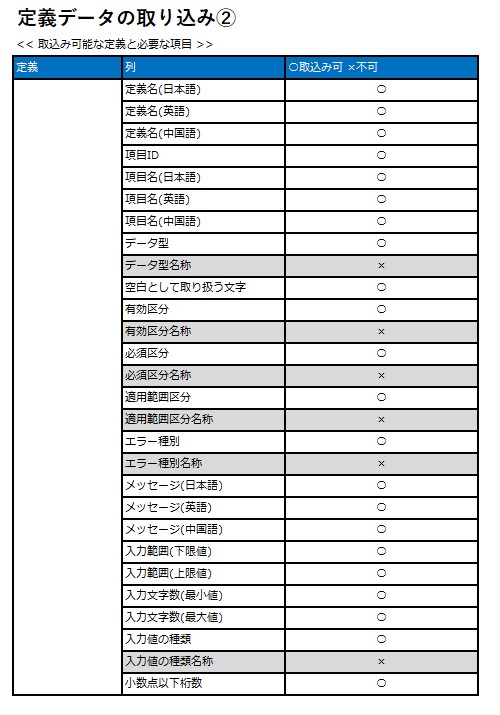 定義データの取り込み②
<< 取込み可能な定義と必要な項目 >>
定義 列 〇取込み可 ×不可
定義名(日本語) 〇
定義名(英語) 〇
定義名(中国語) 〇
項目ID 〇
項目名(日本語) 〇
項目名(英語) 〇
項目名(中国語) 〇
データ型 〇
データ型名称 ×
空白として取り扱う文字 〇
有効区分 〇
有効区分名称 ×
必須区分 〇
必須区分名称 ×
適用範囲区分 〇
適用範囲区分名称 ×
エラー種別 〇
エラー種別名称 ×
メッセージ(日本語) 〇
メッセージ(英語) 〇
メッセージ(中国語) 〇
入力範囲(下限値) 〇
入力範囲(上限値) 〇
入力文字数(最小値) 〇
入力文字数(最大値) 〇
入力値の種類 〇
入力値の種類名称 ×
小数点以下桁数 〇